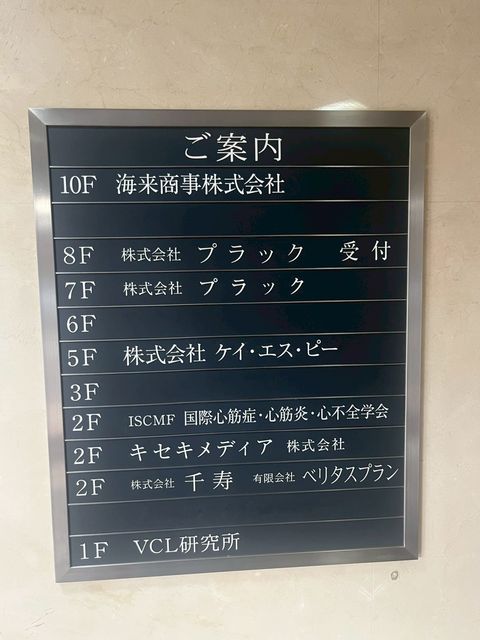 ご案内
10F 海来商事株式会社
8F 株式会社 プラック 受付
7F 株式会社 プラック
6F
5F 株式会社 ケイ・エス・ピー
3F
2F ISCMF 国際心筋症・心筋炎・心不全学会
2F キセキメディア 株式会社
2F 株式会社 千寿 有限会社 ベリタスプラン
1F VCL研究所